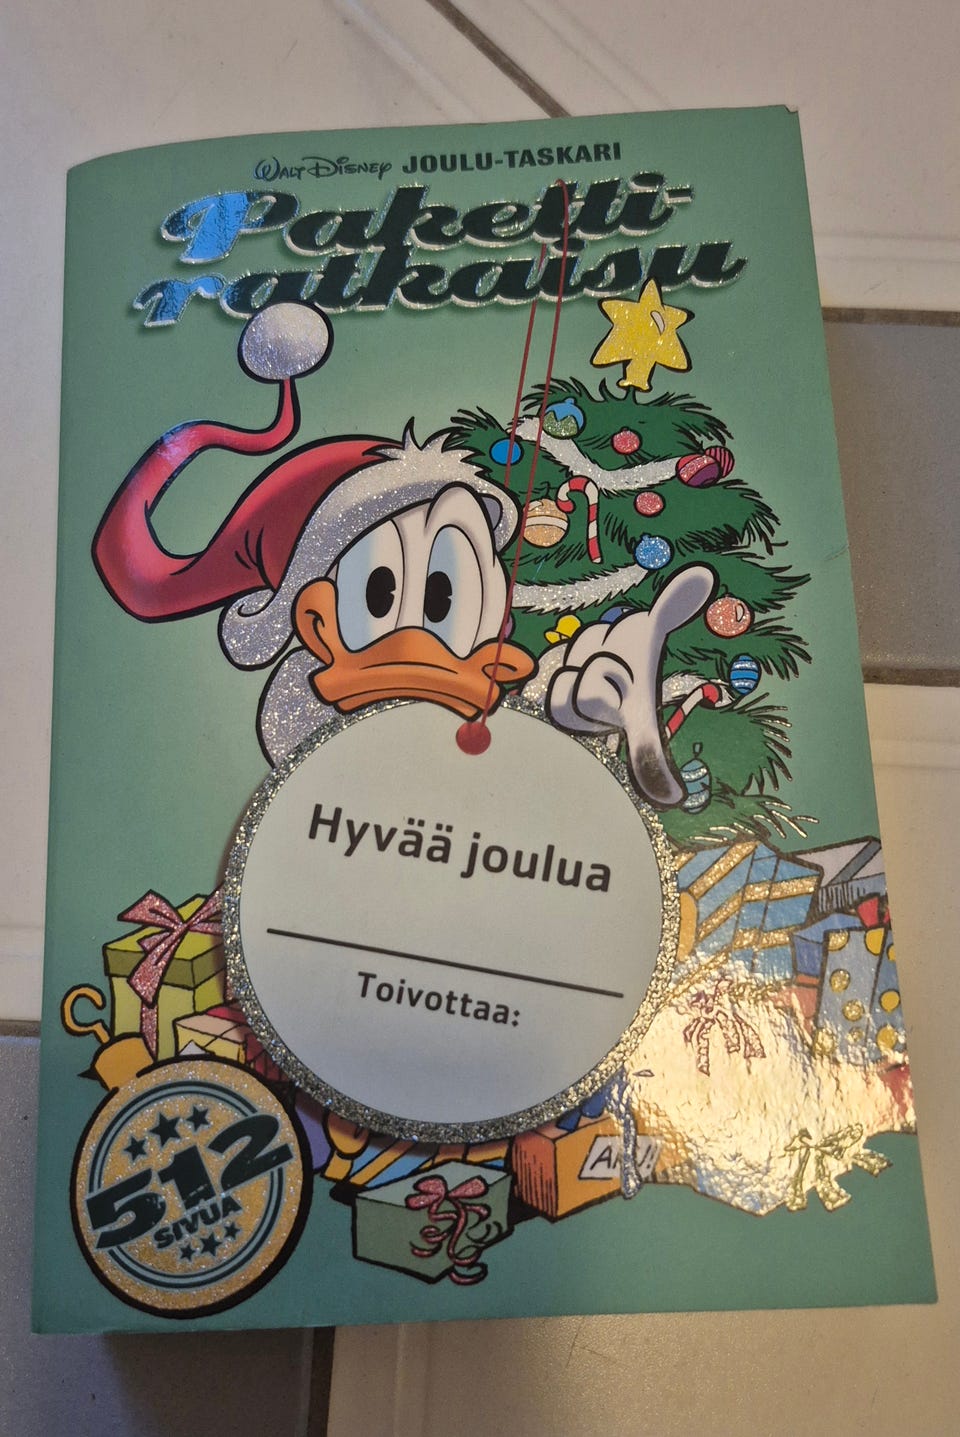 Walt Disney JOULU-TASKARI
Paketti-
ratkaisu
Hyvää joulua
Toivottaa:
512
SIVUA